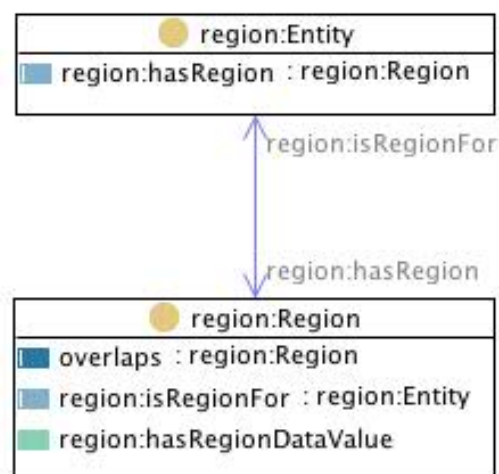 region:Entity
region:hasRegion : region:Region
region:isRegionFor
region:hasRegion
region:Region
overlaps : region:Region
region:isRegionFor : region:Entity
region:hasRegionDataValue